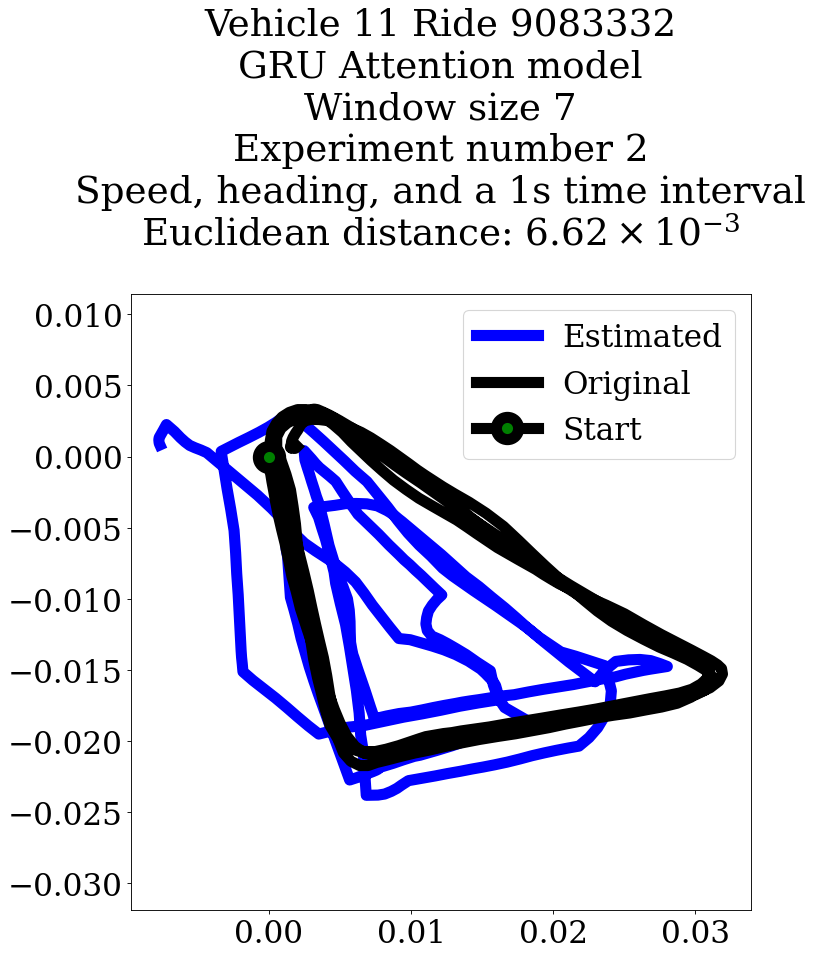 Vehicle 11 Ride 9083332
GRU Attention model
Window size 7
Experiment number 2
Speed, heading, and a 1s time interval
Euclidean distance: 6.62 × 10⁻³
Estimated
Original
Start
0.010
0.005
0.000
−0.005
−0.010
−0.015
−0.020
−0.025
−0.030
0.00 0.01 0.02 0.03